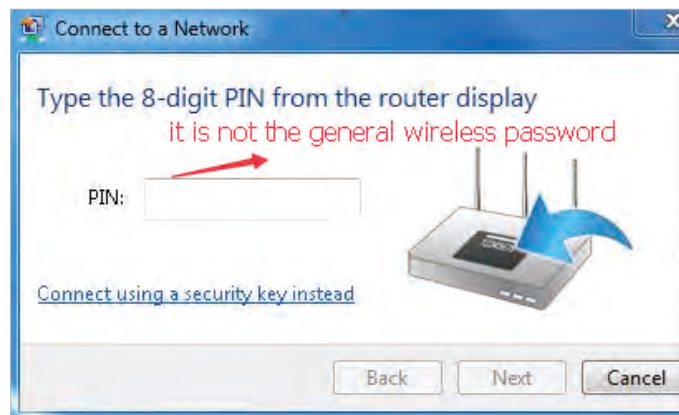 Connect to a Network
Type the 8-digit PIN from the router display
it is not the general wireless password
PIN:
Connect using a security key instead
Back
Next
Cancel